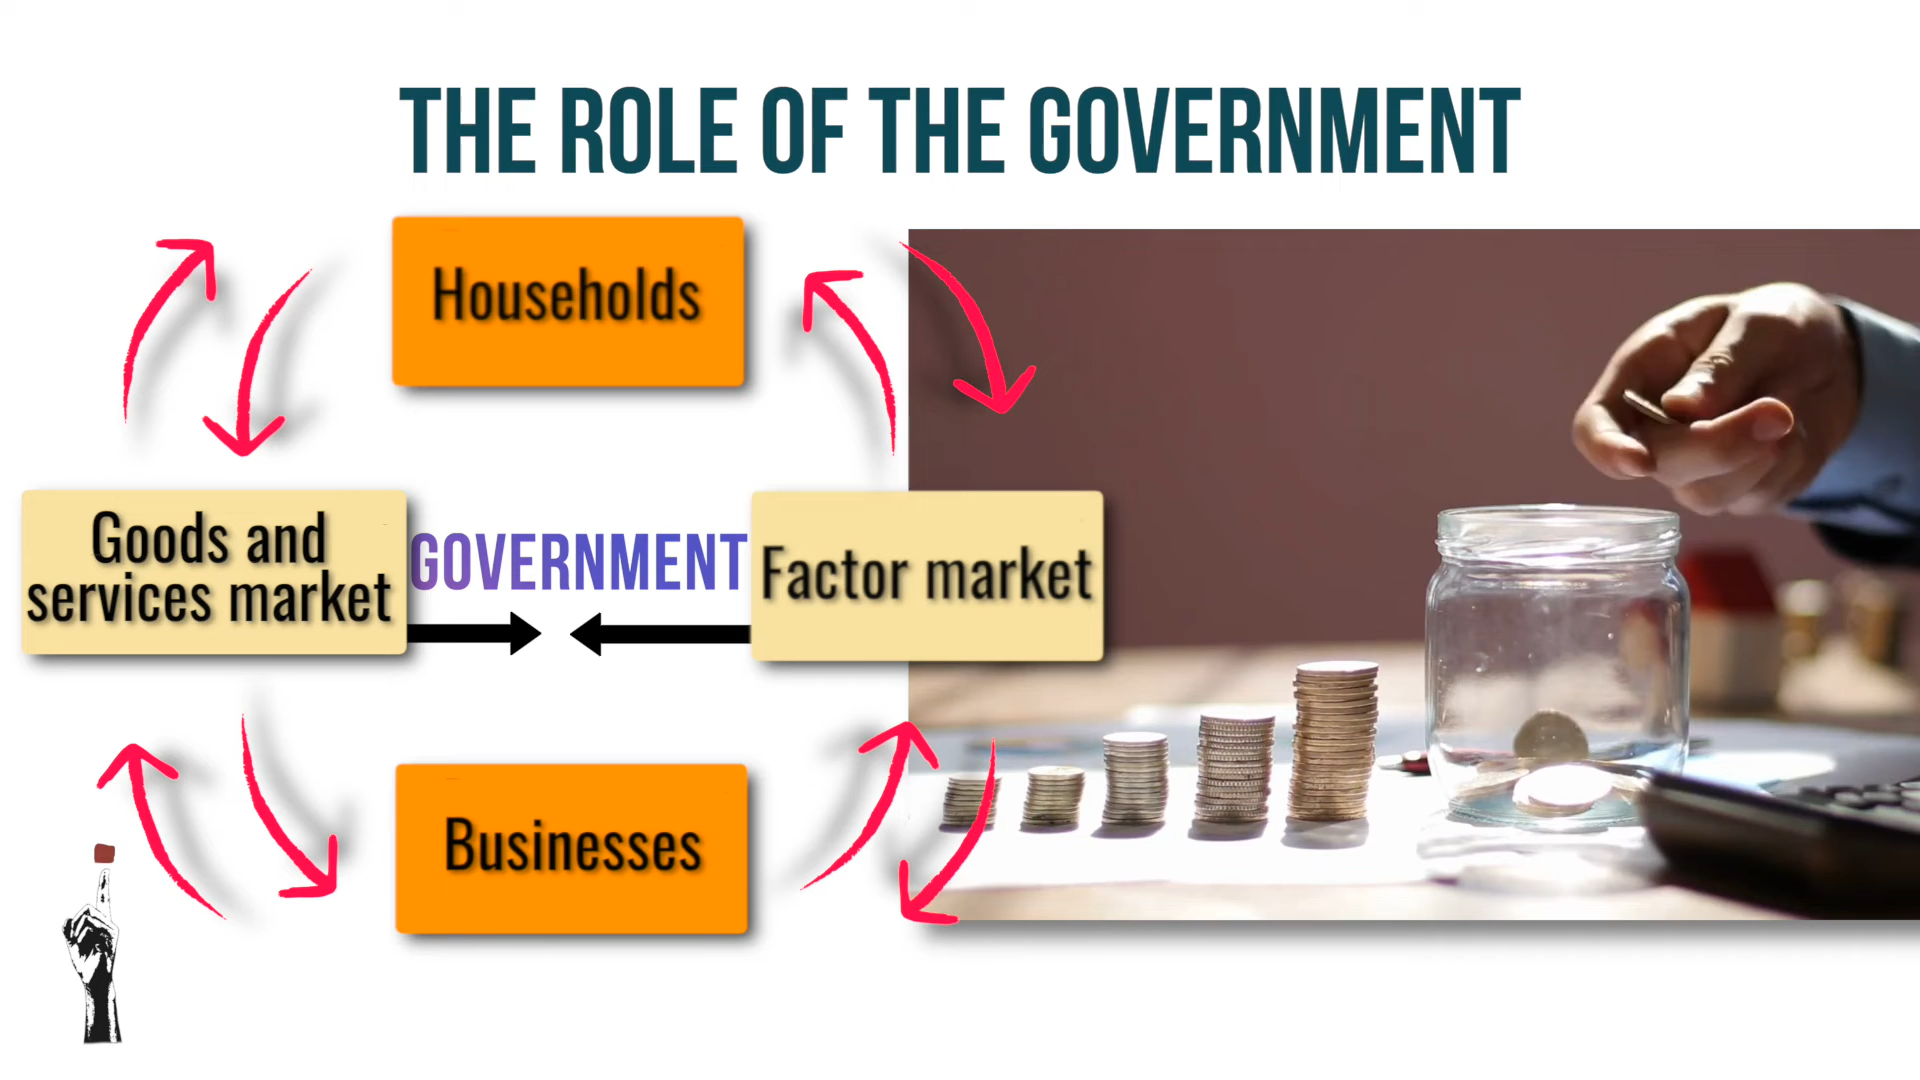 THE ROLE OF THE GOVERNMENT
Households
Goods and
services market
GOVERNMENT
Factor market
Businesses